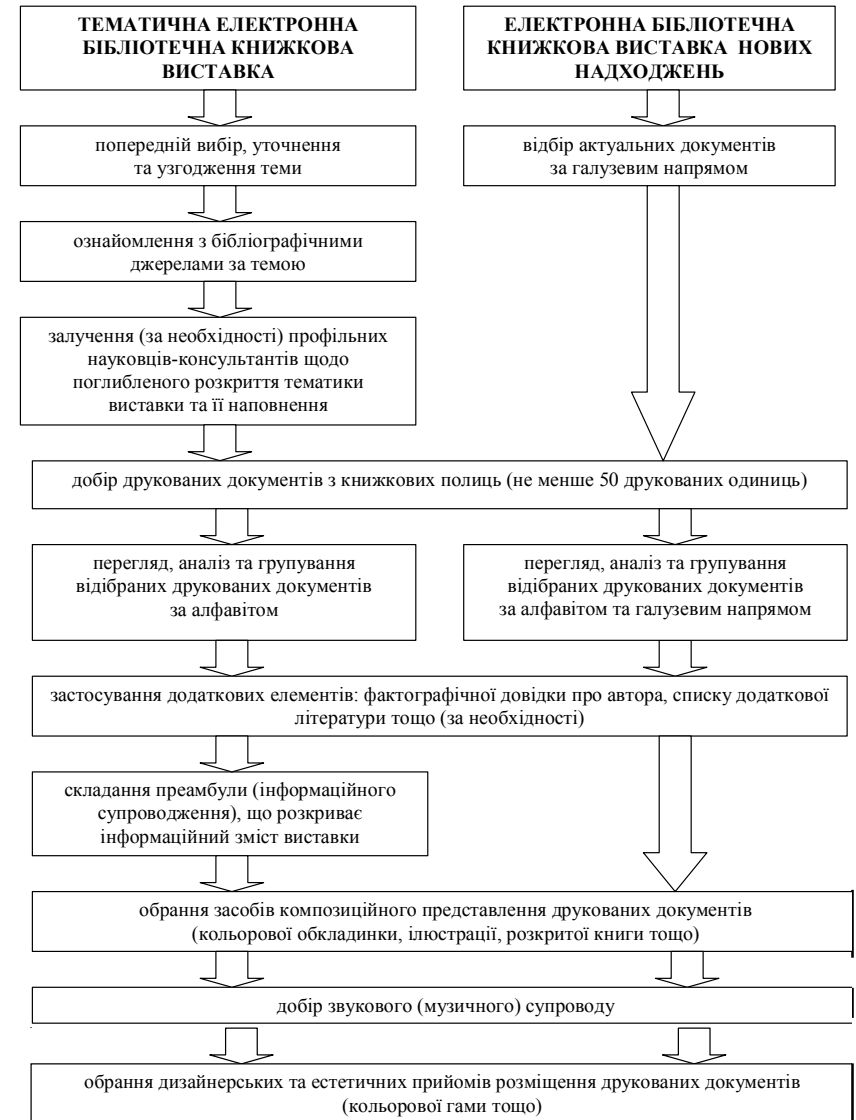 ТЕМАТИЧНА ЕЛЕКТРОННА
БІБЛІОТЕЧНА КНИЖКОВА
ВИСТАВКА
ЕЛЕКТРОННА БІБЛІОТЕЧНА
КНИЖКОВА ВИСТАВКА НОВИХ
НАДХОДЖЕНЬ
попередній вибір, уточнення
та узгодження теми
відбір актуальних документів
за галузевим напрямом
ознайомлення з бібліографічними
джерелами за темою
залучення (за необхідності) профільних
науковців-консультантів щодо
поглибленого розкриття тематики
виставки та її наповнення
добір друкованих документів з книжкових полиць (не менше 50 друкованих одиниць)
перегляд, аналіз та групування
відібраних друкованих документів
за алфавітом
перегляд, аналіз та групування
відібраних друкованих документів
за алфавітом та галузевим напрямом
застосування додаткових елементів: фактографічної довідки про автора, списку додаткової
літератури тощо (за необхідності)
складання преамбули (інформаційного
супроводження), що розкриває
інформаційний зміст виставки
обрання засобів композиційного представлення друкованих документів
(кольорової обкладинки, ілюстрації, розкритої книги тощо)
добір звукового (музичного) супроводу
обрання дизайнерських та естетичних прийомів розміщення друкованих документів
(кольорової гами тощо)